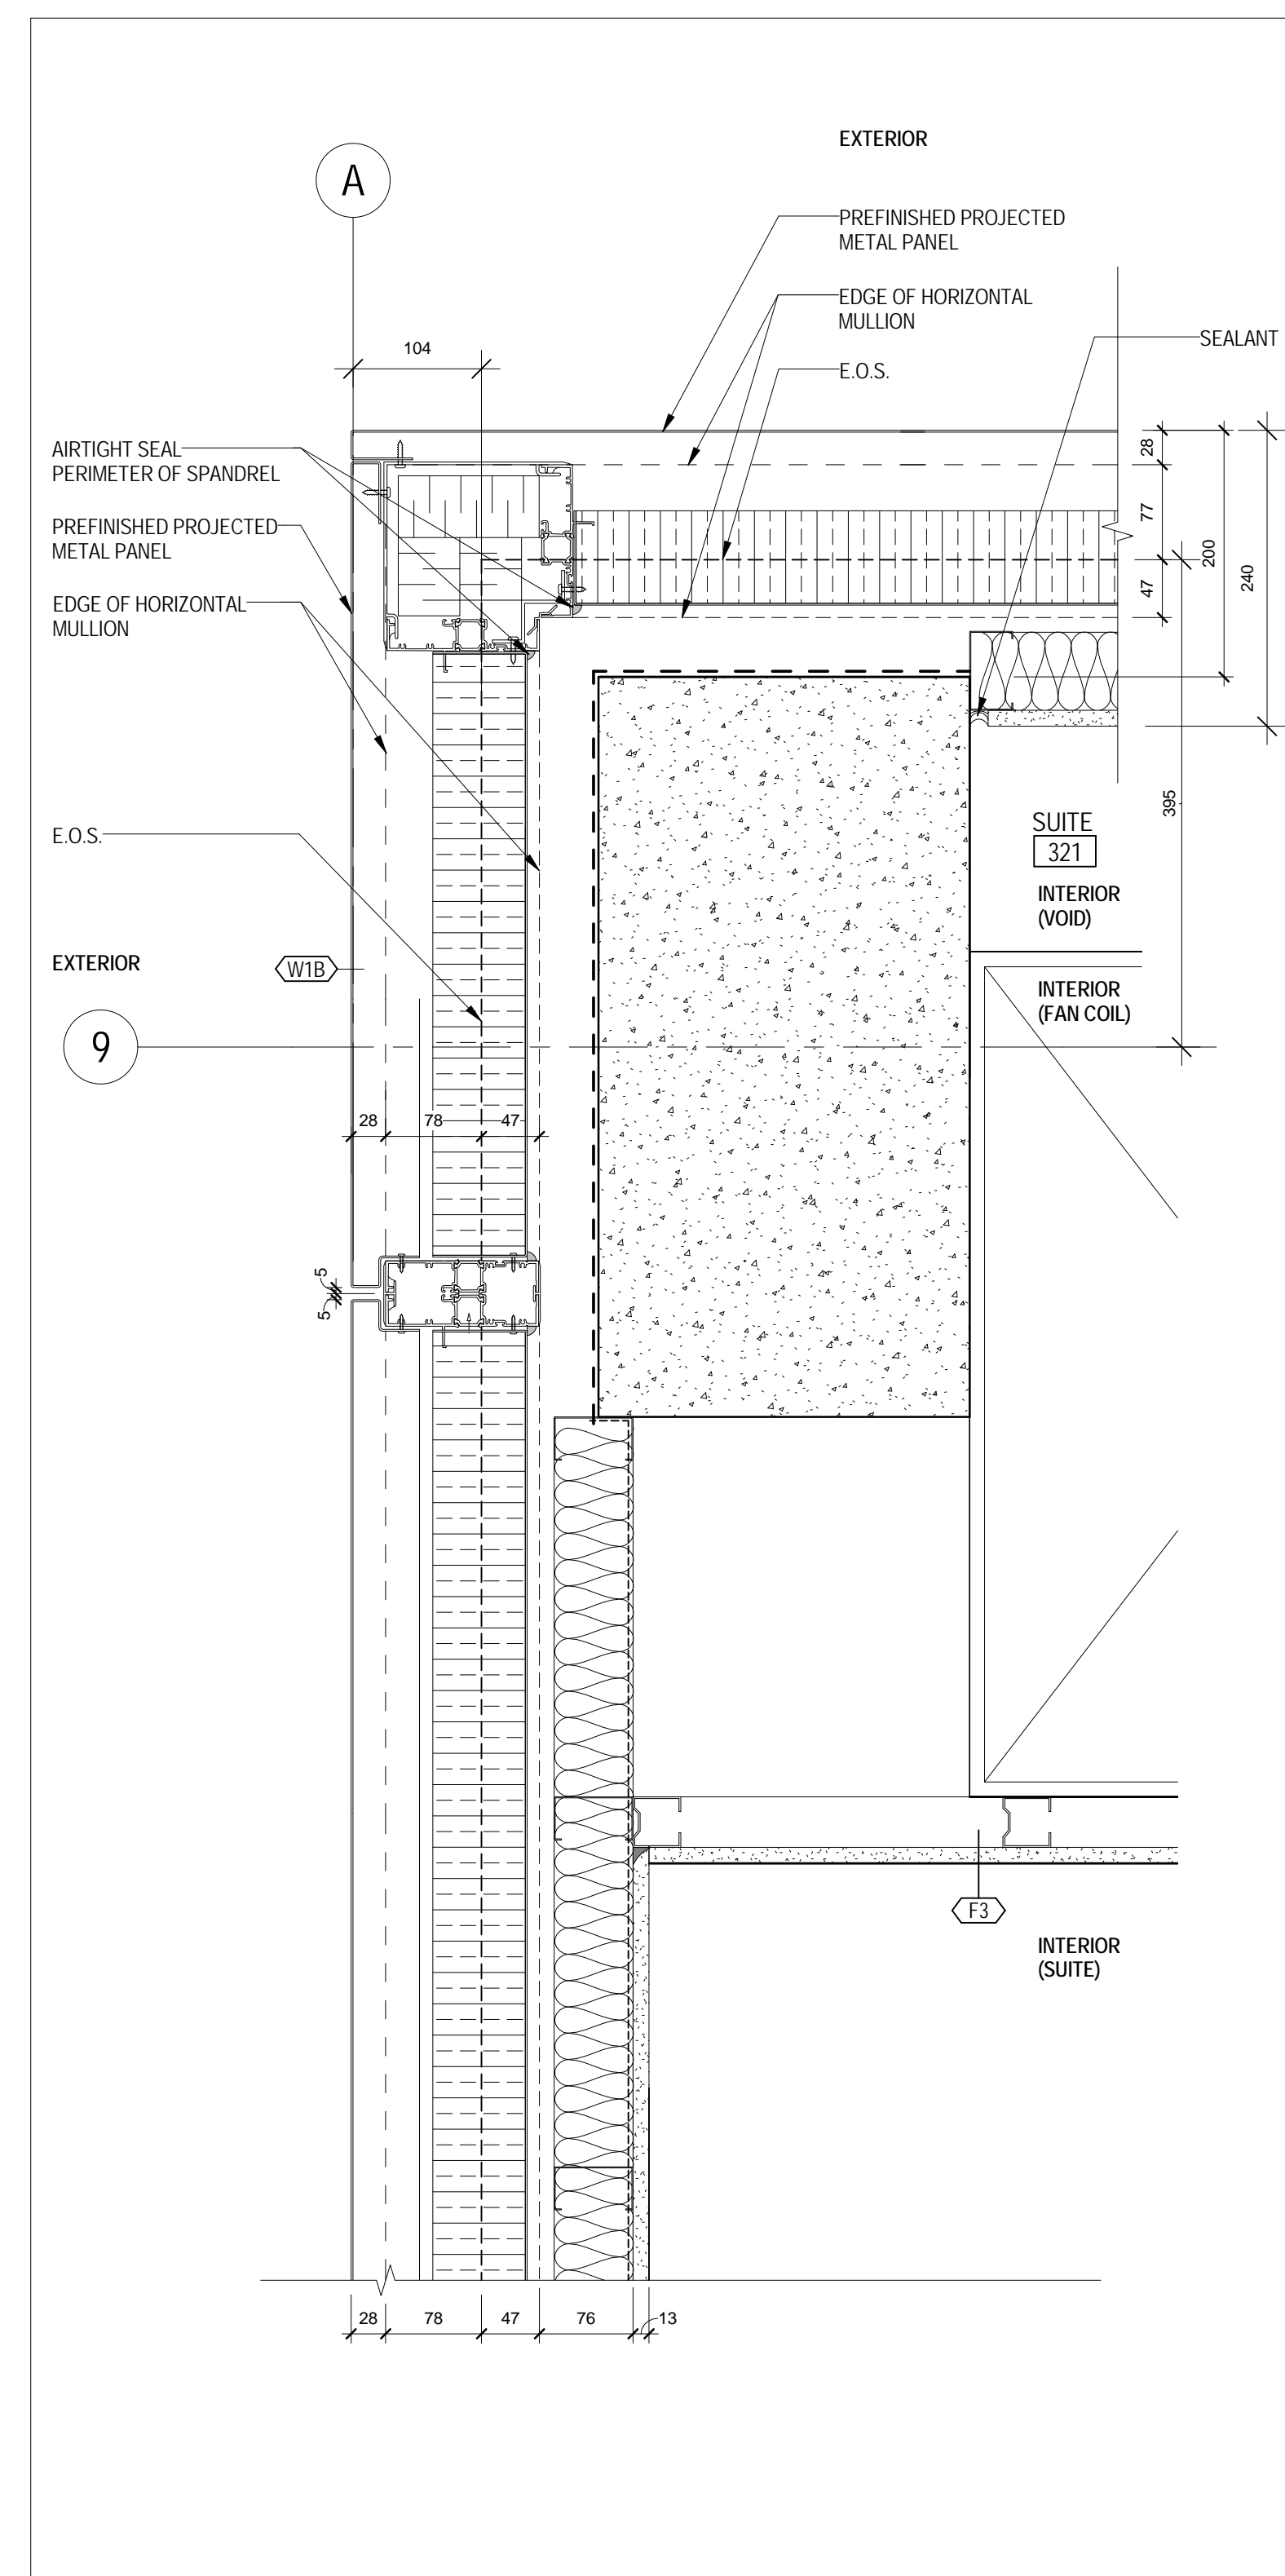 EXTERIOR
A
PREFINISHED PROJECTED
METAL PANEL
EDGE OF HORIZONTAL
MULLION
SEALANT
104
E.O.S.
AIRTIGHT SEAL
PERIMETER OF SPANDREL
28
PREFINISHED PROJECTED
METAL PANEL
77
200
240
EDGE OF HORIZONTAL
MULLION
47
395
E.O.S.
SUITE
321
INTERIOR
(VOID)
EXTERIOR
W1B
INTERIOR
(FAN COIL)
9
28
78
47
5
5
F3
INTERIOR
(SUITE)
28
78
47
76
13